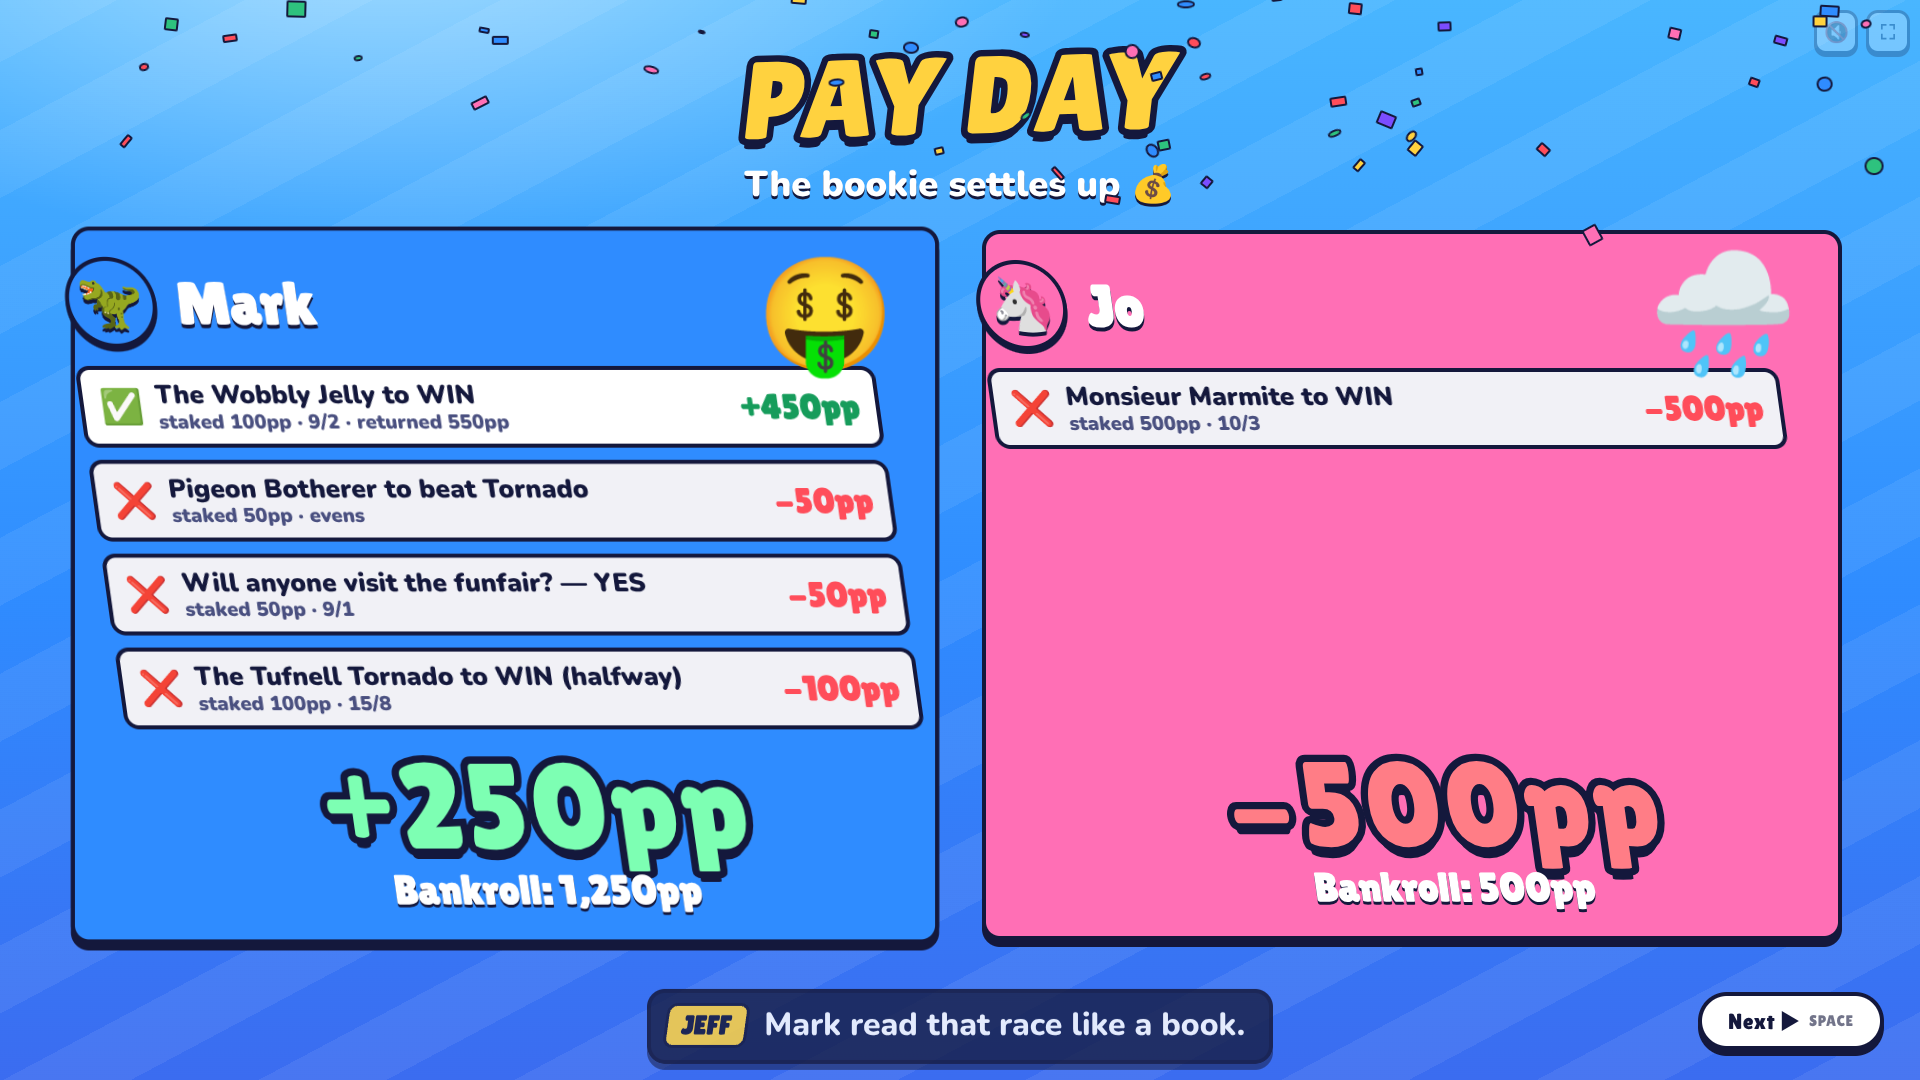 PAY DAY
The bookie settles up
Mark
The Wobbly Jelly to WIN
staked 100pp · 9/2 · returned 550pp
+450pp
Pigeon Botherer to beat Tornado
staked 50pp · evens
−50pp
Will anyone visit the funfair? — YES
staked 50pp · 9/1
−50pp
The Tufnell Tornado to WIN (halfway)
staked 100pp · 15/8
−100pp
+250pp
Bankroll: 1,250pp
Jo
Monsieur Marmite to WIN
staked 500pp · 10/3
−500pp
−500pp
Bankroll: 500pp
JEFF Mark read that race like a book.
Next ▶ SPACE